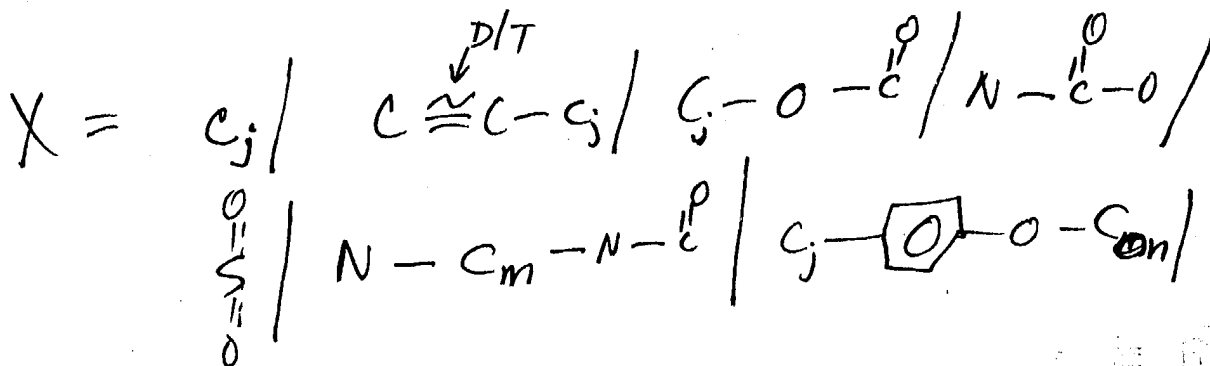 D/T
X = Cj / C ≅ C - Cj / Cj - O - C = O / N - C - O / O
O = S = O / N - Cm - N - C = O / Cj - O - O - Cn /